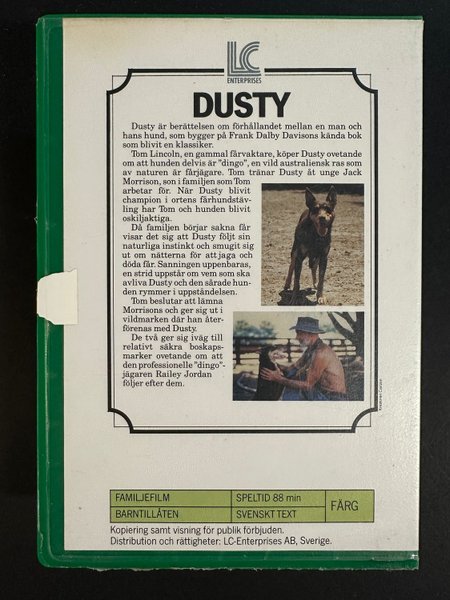 LC
ENTERPRISES
DUSTY
Dusty är berättelsen om förhållandet mellan en man och
hans hund, som bygger på Frank Dalby Davisons kända bok
som blivit en klassiker.
Tom Lincoln, en gammal fårvaktare, köper Dusty ovetande
om att hunden delvis är "dingo", en vild australiensk ras som
av naturen är fårjägare. Tom tränar Dusty åt unge Jack
Morrison, son i familjen som Tom
arbetar för. När Dusty blivit
champion i ortens fårhundstäv-
ling har Tom och hunden blivit
oskiljaktiga.
Då familjen börjar sakna får
visar det sig att Dusty följt sin
naturliga instinkt och smugit sig
ut om nätterna för att jaga och
döda får. Sanningen uppenbaras,
en strid uppstår om vem som ska
avliva Dusty och den sårade hun-
den rymmer i uppståndelsen.
Tom beslutar att lämna
Morrisons och ger sig ut i
vildmarken där han åter-
förenas med Dusty.
De två ger sig iväg till
relativt säkra boskaps-
marker ovetande om att
den professionelle "dingo"-
jägaren Railey Jordan
följer efter dem.
FAMILJEFILM
SPELTID 88 min
FÄRG
BARNTILLÅTEN
SVENSKT TEXT
Kopiering samt visning för publik förbjuden.
Distribution och rättigheter: LC-Enterprises AB, Sverige.